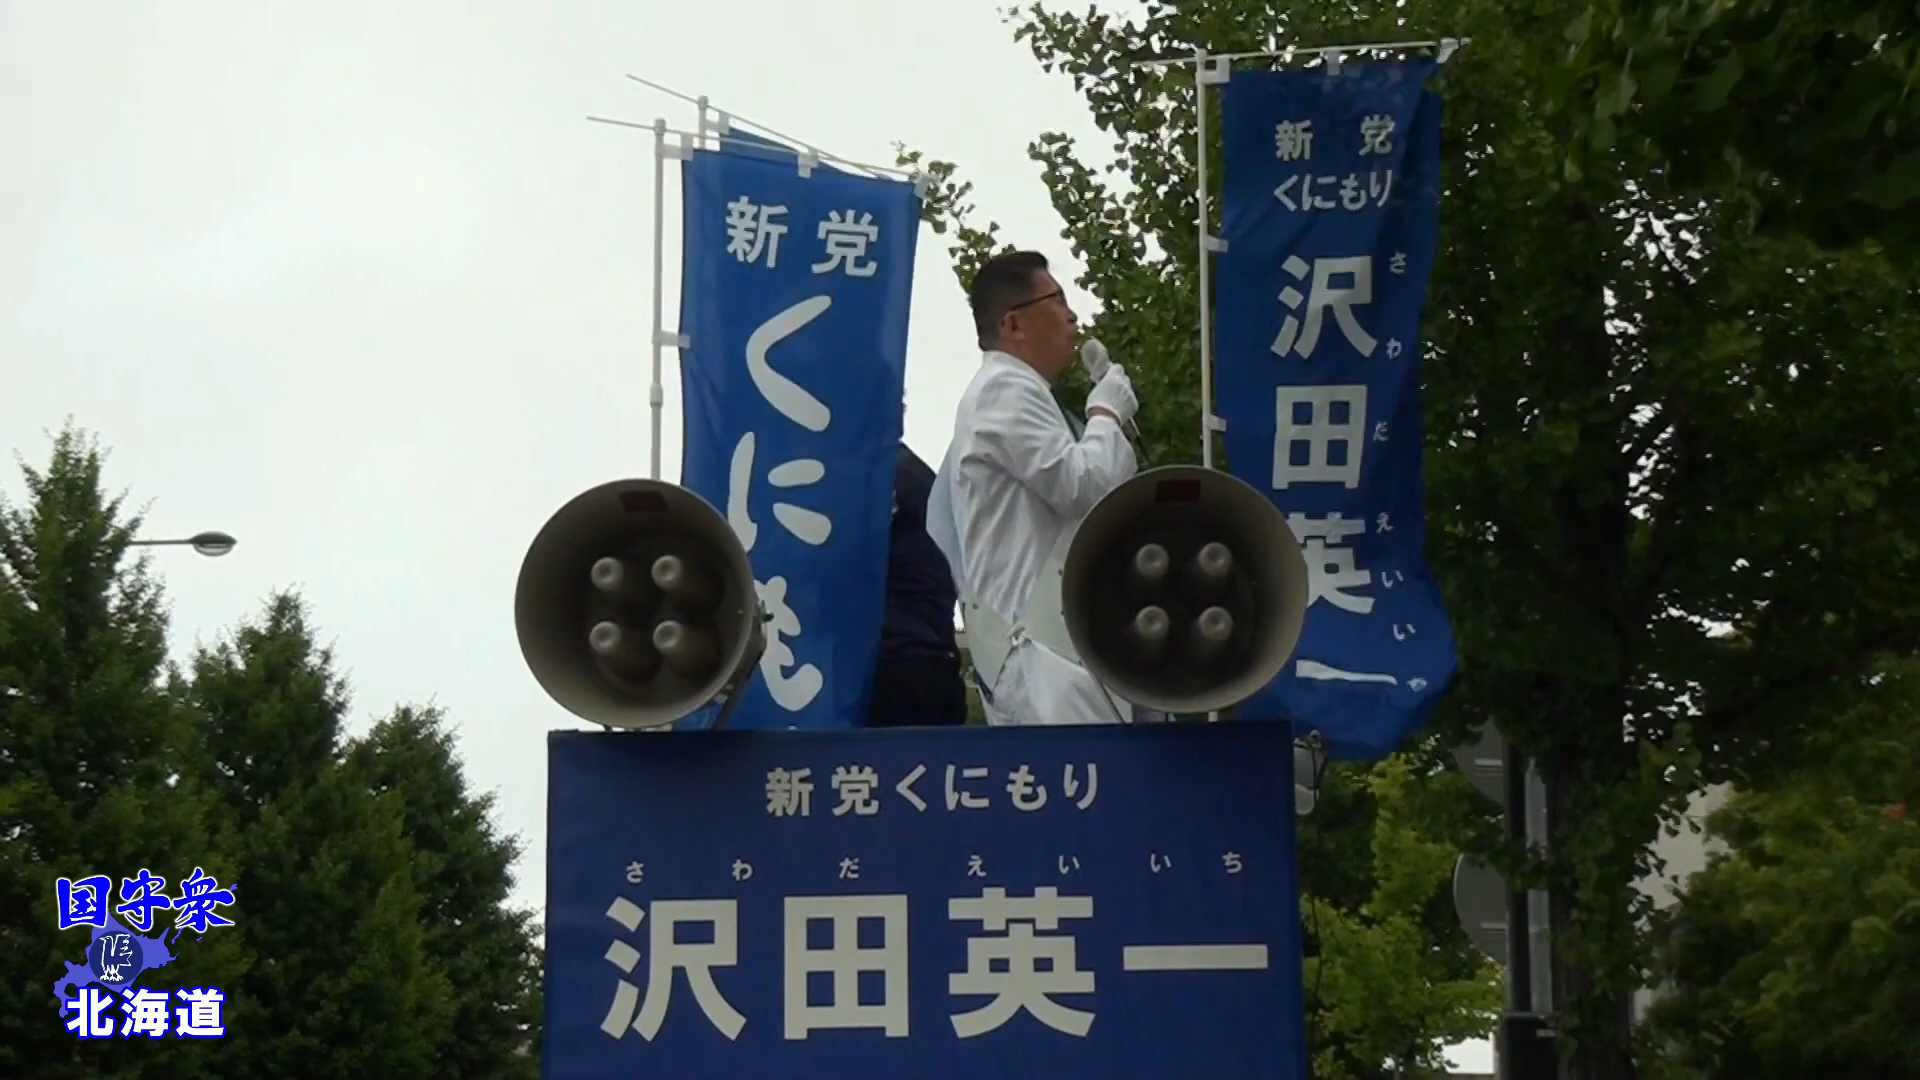 新党
くにも
新党
くにもり
沢田英一
さわだえいいち
新党くにもり
さわだえいいち
沢田英一
国守衆
北海道